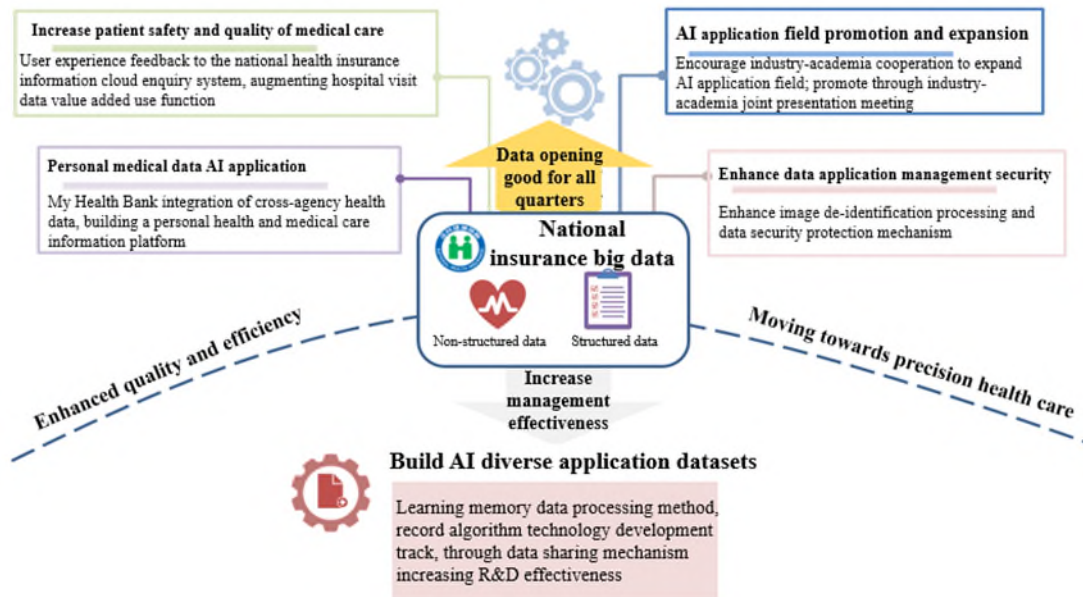 Increase patient safety and quality of medical care
User experience feedback to the national health insurance
information cloud enquiry system, augmenting hospital visit
data value added use function
AI application field promotion and expansion
Encourage industry-academia cooperation to expand
AI application field; promote through industry-
academia joint presentation meeting
Personal medical data AI application
My Health Bank integration of cross-agency health
data, building a personal health and medical care
information platform
Data opening
good for all
quarters
Enhance data application management security
Enhance image de-identification processing and
data security protection mechanism
National
insurance big data
Non-structured data
Structured data
Enhanced quality and efficiency
Moving towards precision health care
Increase
management
effectiveness
Build AI diverse application datasets
Learning memory data processing method,
record algorithm technology development
track, through data sharing mechanism
increasing R&D effectiveness